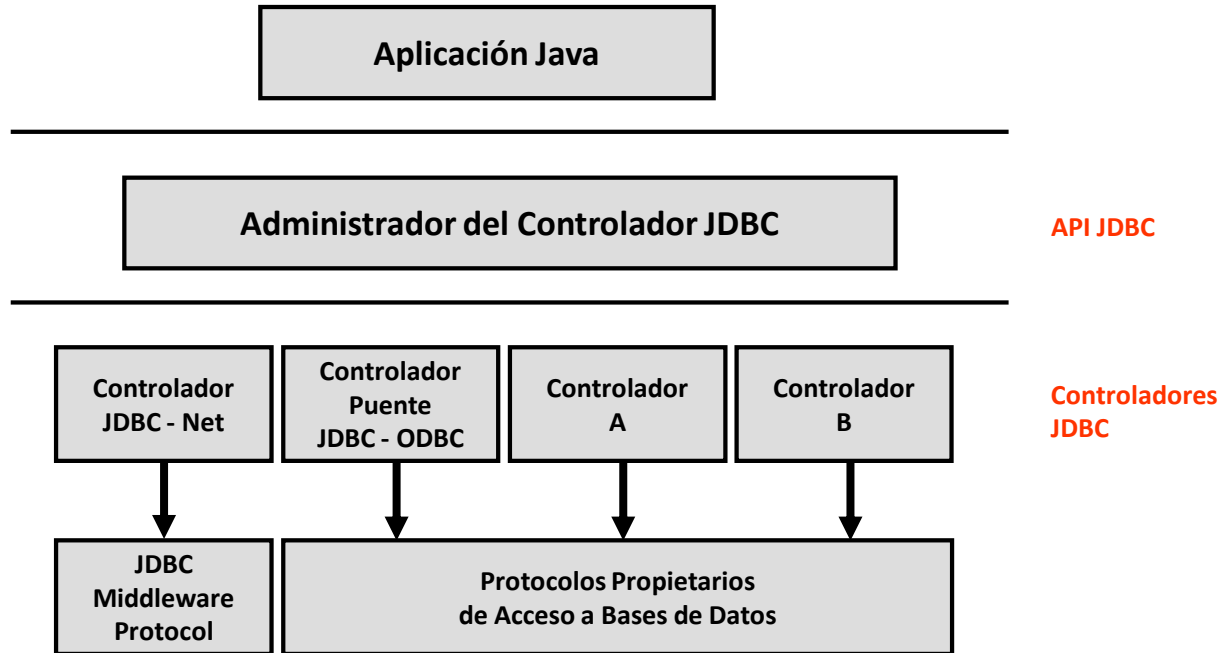 Aplicación Java
Administrador del Controlador JDBC
API JDBC
Controlador
JDBC - Net
Controlador
Puente
JDBC - ODBC
Controlador
A
Controlador
B
Controladores
JDBC
JDBC
Middleware
Protocol
Protocolos Propietarios
de Acceso a Bases de Datos